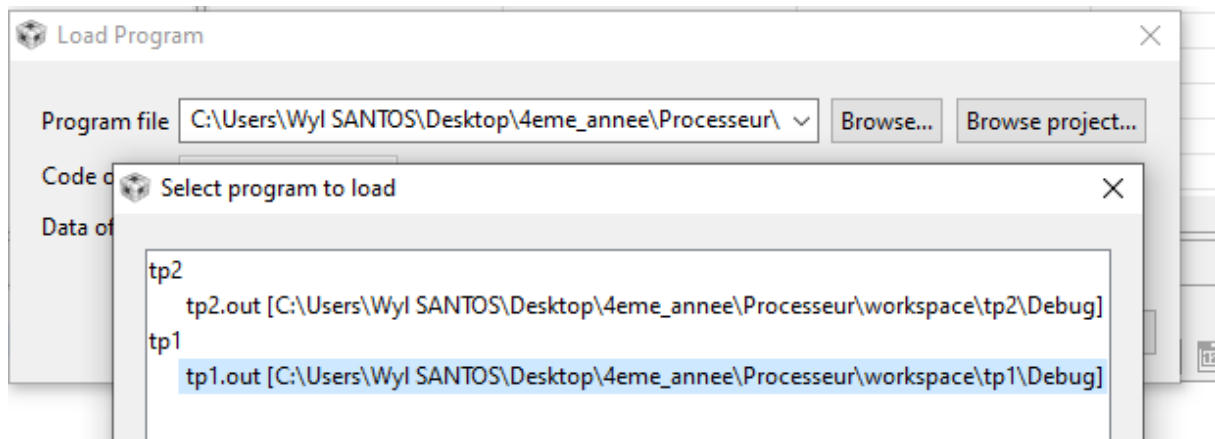 Load Program
Program file C:\Users\Wyl SANTOS\Desktop\4eme_annee\Processeur\ Browse... Browse project...
Code
Select program to load
Data of
tp2
tp2.out [C:\Users\Wyl SANTOS\Desktop\4eme_annee\Processeur\workspace\tp2\Debug]
tp1
tp1.out [C:\Users\Wyl SANTOS\Desktop\4eme_annee\Processeur\workspace\tp1\Debug]